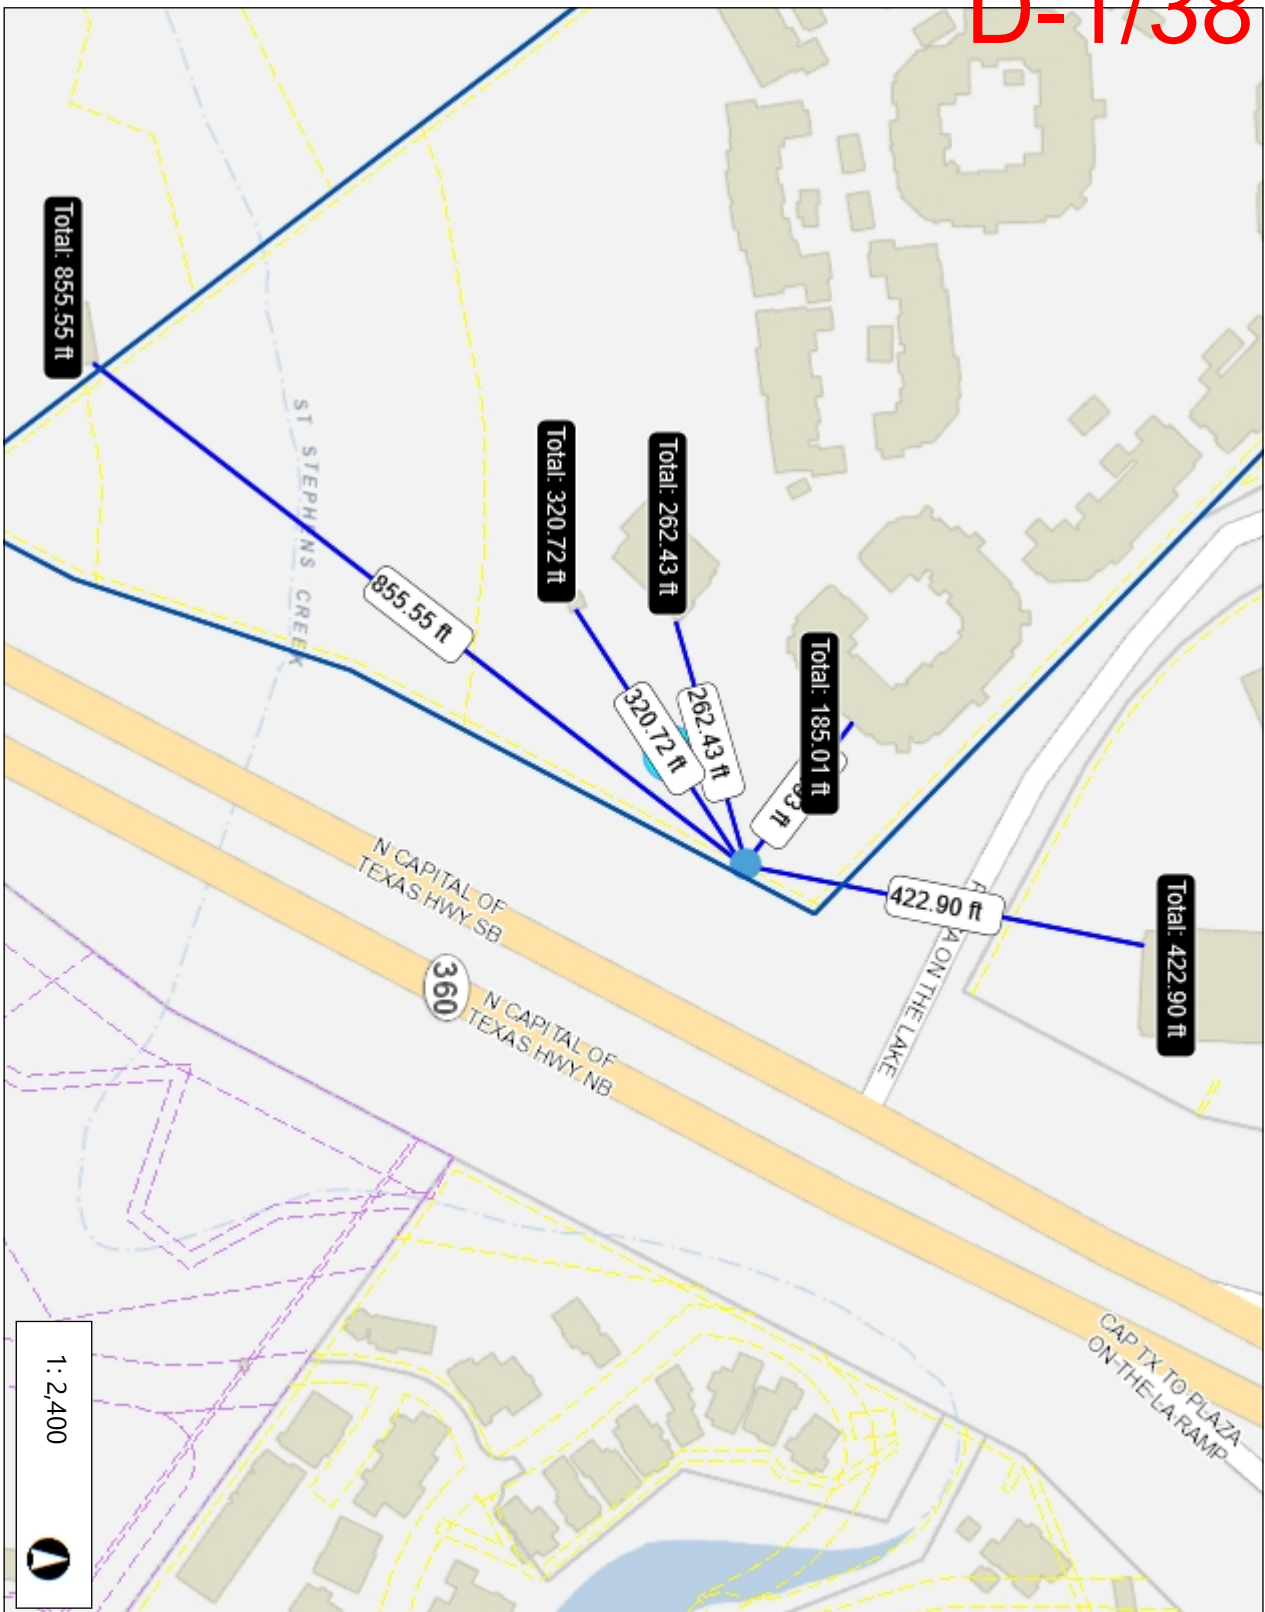 D-1/38
Total: 855.55 ft
ST STEPHENS CREEK
Total: 320.72 ft
Total: 262.43 ft
855.55 ft
320.72 ft
262.43 ft
Total: 185.01 ft
422.90 ft
Total: 422.90 ft
A ON THE LAKE
N CAPITAL OF
TEXAS HWY SB
360
N CAPITAL OF
TEXAS HWY NB
CAP TX TO PLAZA
ON-THE-LA RAMP
1: 2,400